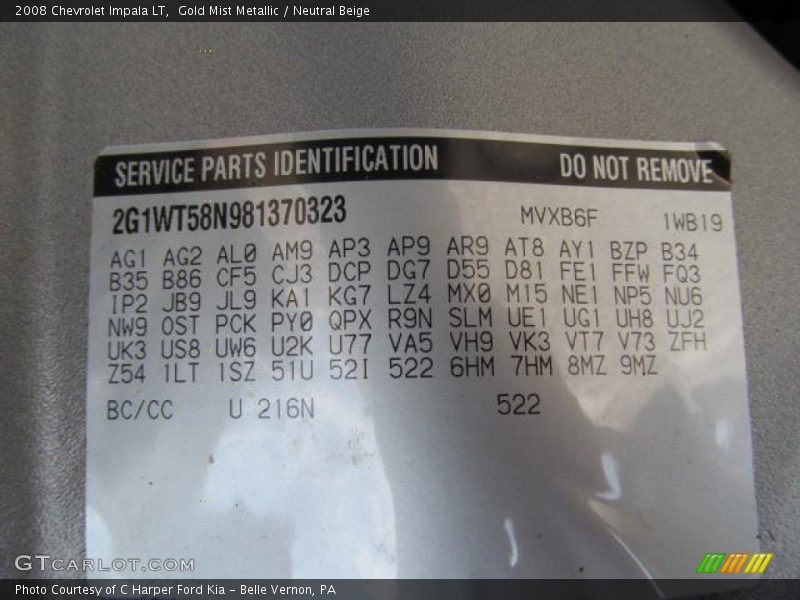 2008 Chevrolet Impala LT, Gold Mist Metallic / Neutral Beige
SERVICE PARTS IDENTIFICATION DO NOT REMOVE
2G1WT58N981370323 MVXB6F 1WB19
AG1 AG2 AL0 AM9 AP3 AP9 AR9 AT8 AY1 BZP B34
B35 B86 CF5 CJ3 DCP DG7 D55 D81 FE1 FFW FQ3
IP2 JB9 JL9 KA1 KG7 LZ4 MX0 M15 NE1 NP5 NU6
NW9 OST PCK PY0 QPX R9N SLM UE1 UG1 UH8 UJ2
UK3 US8 UW6 U2K U77 VA5 VH9 VK3 VT7 V73 ZFH
Z54 1LT 1SZ 51U 52I 522 6HM 7HM 8MZ 9MZ
BC/CC U 216N 522
GTCARLOT.COM
Photo Courtesy of C Harper Ford Kia – Belle Vernon, PA